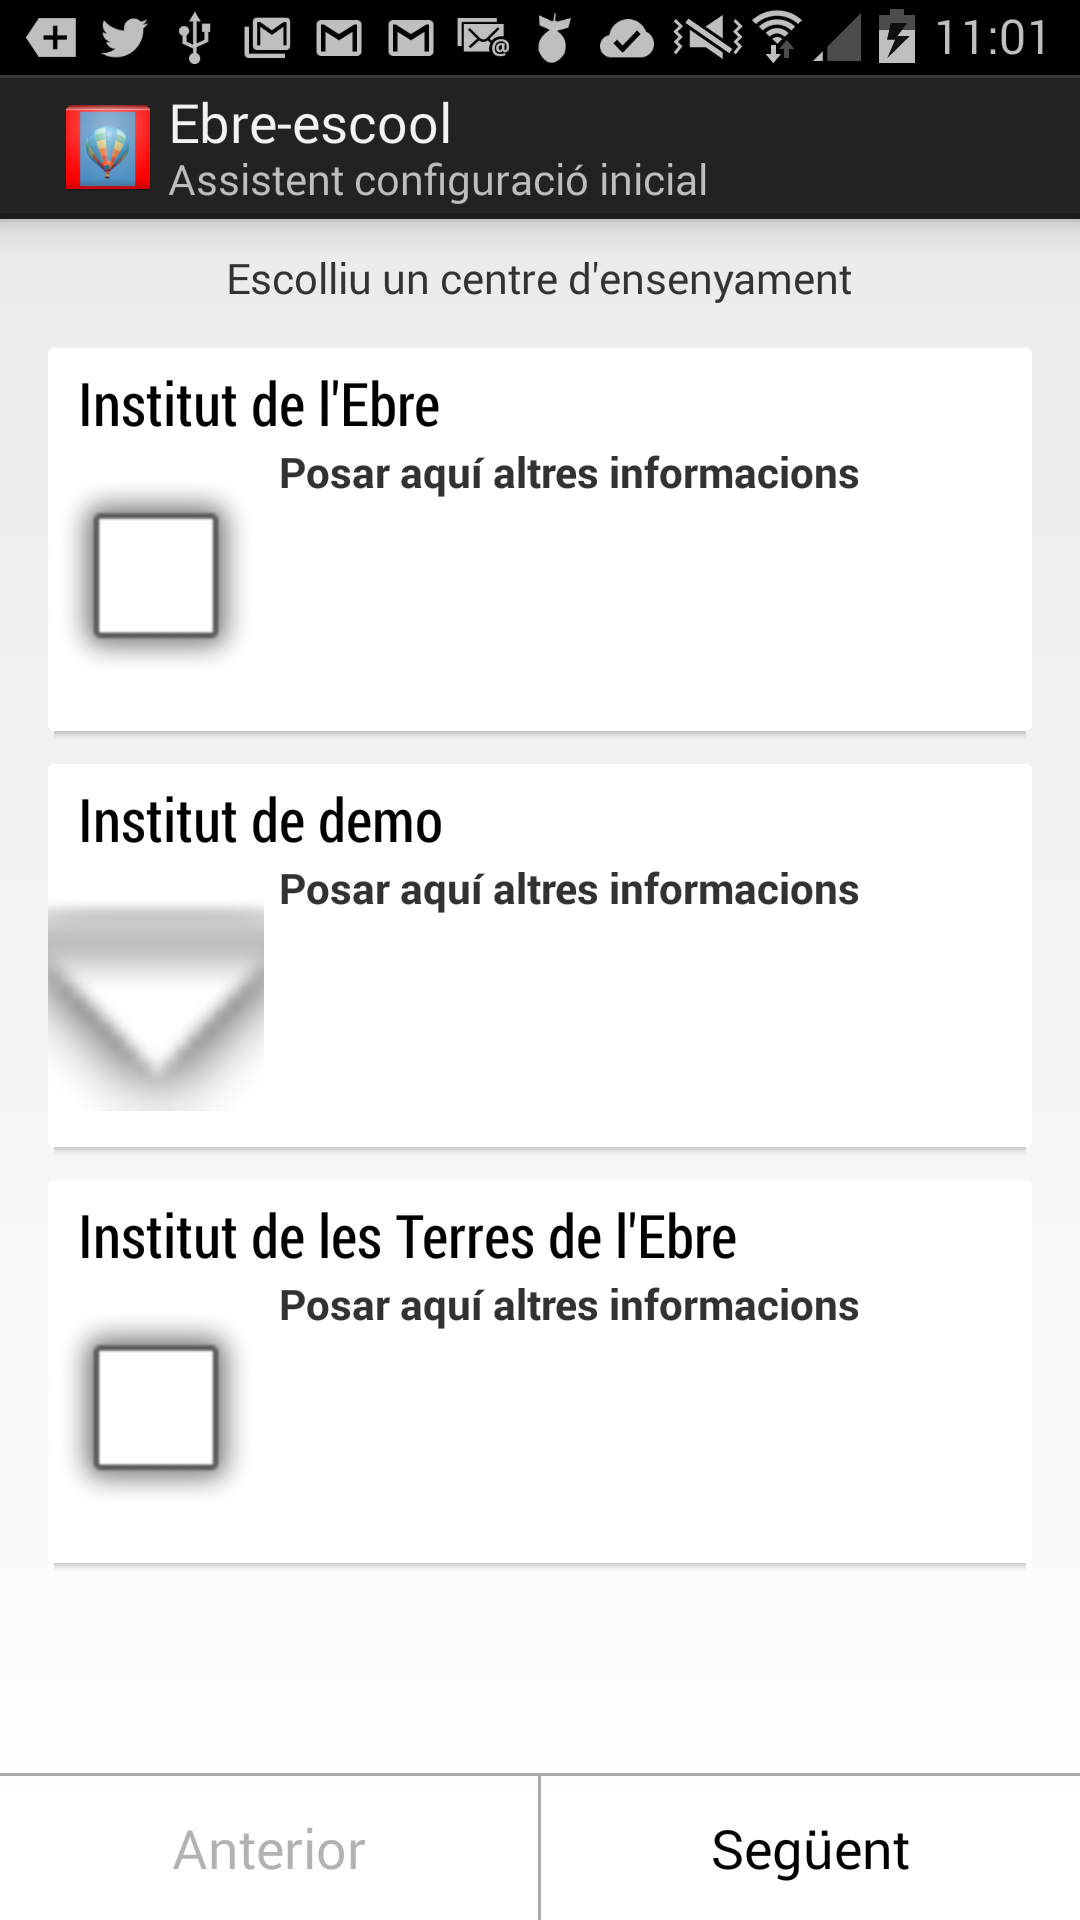 11:01
Ebre-escool
Assistent configuració inicial
Escolliu un centre d'ensenyament
Institut de l'Ebre
Posar aquí altres informacions
Institut de demo
Posar aquí altres informacions
Institut de les Terres de l'Ebre
Posar aquí altres informacions
Anterior
Següent